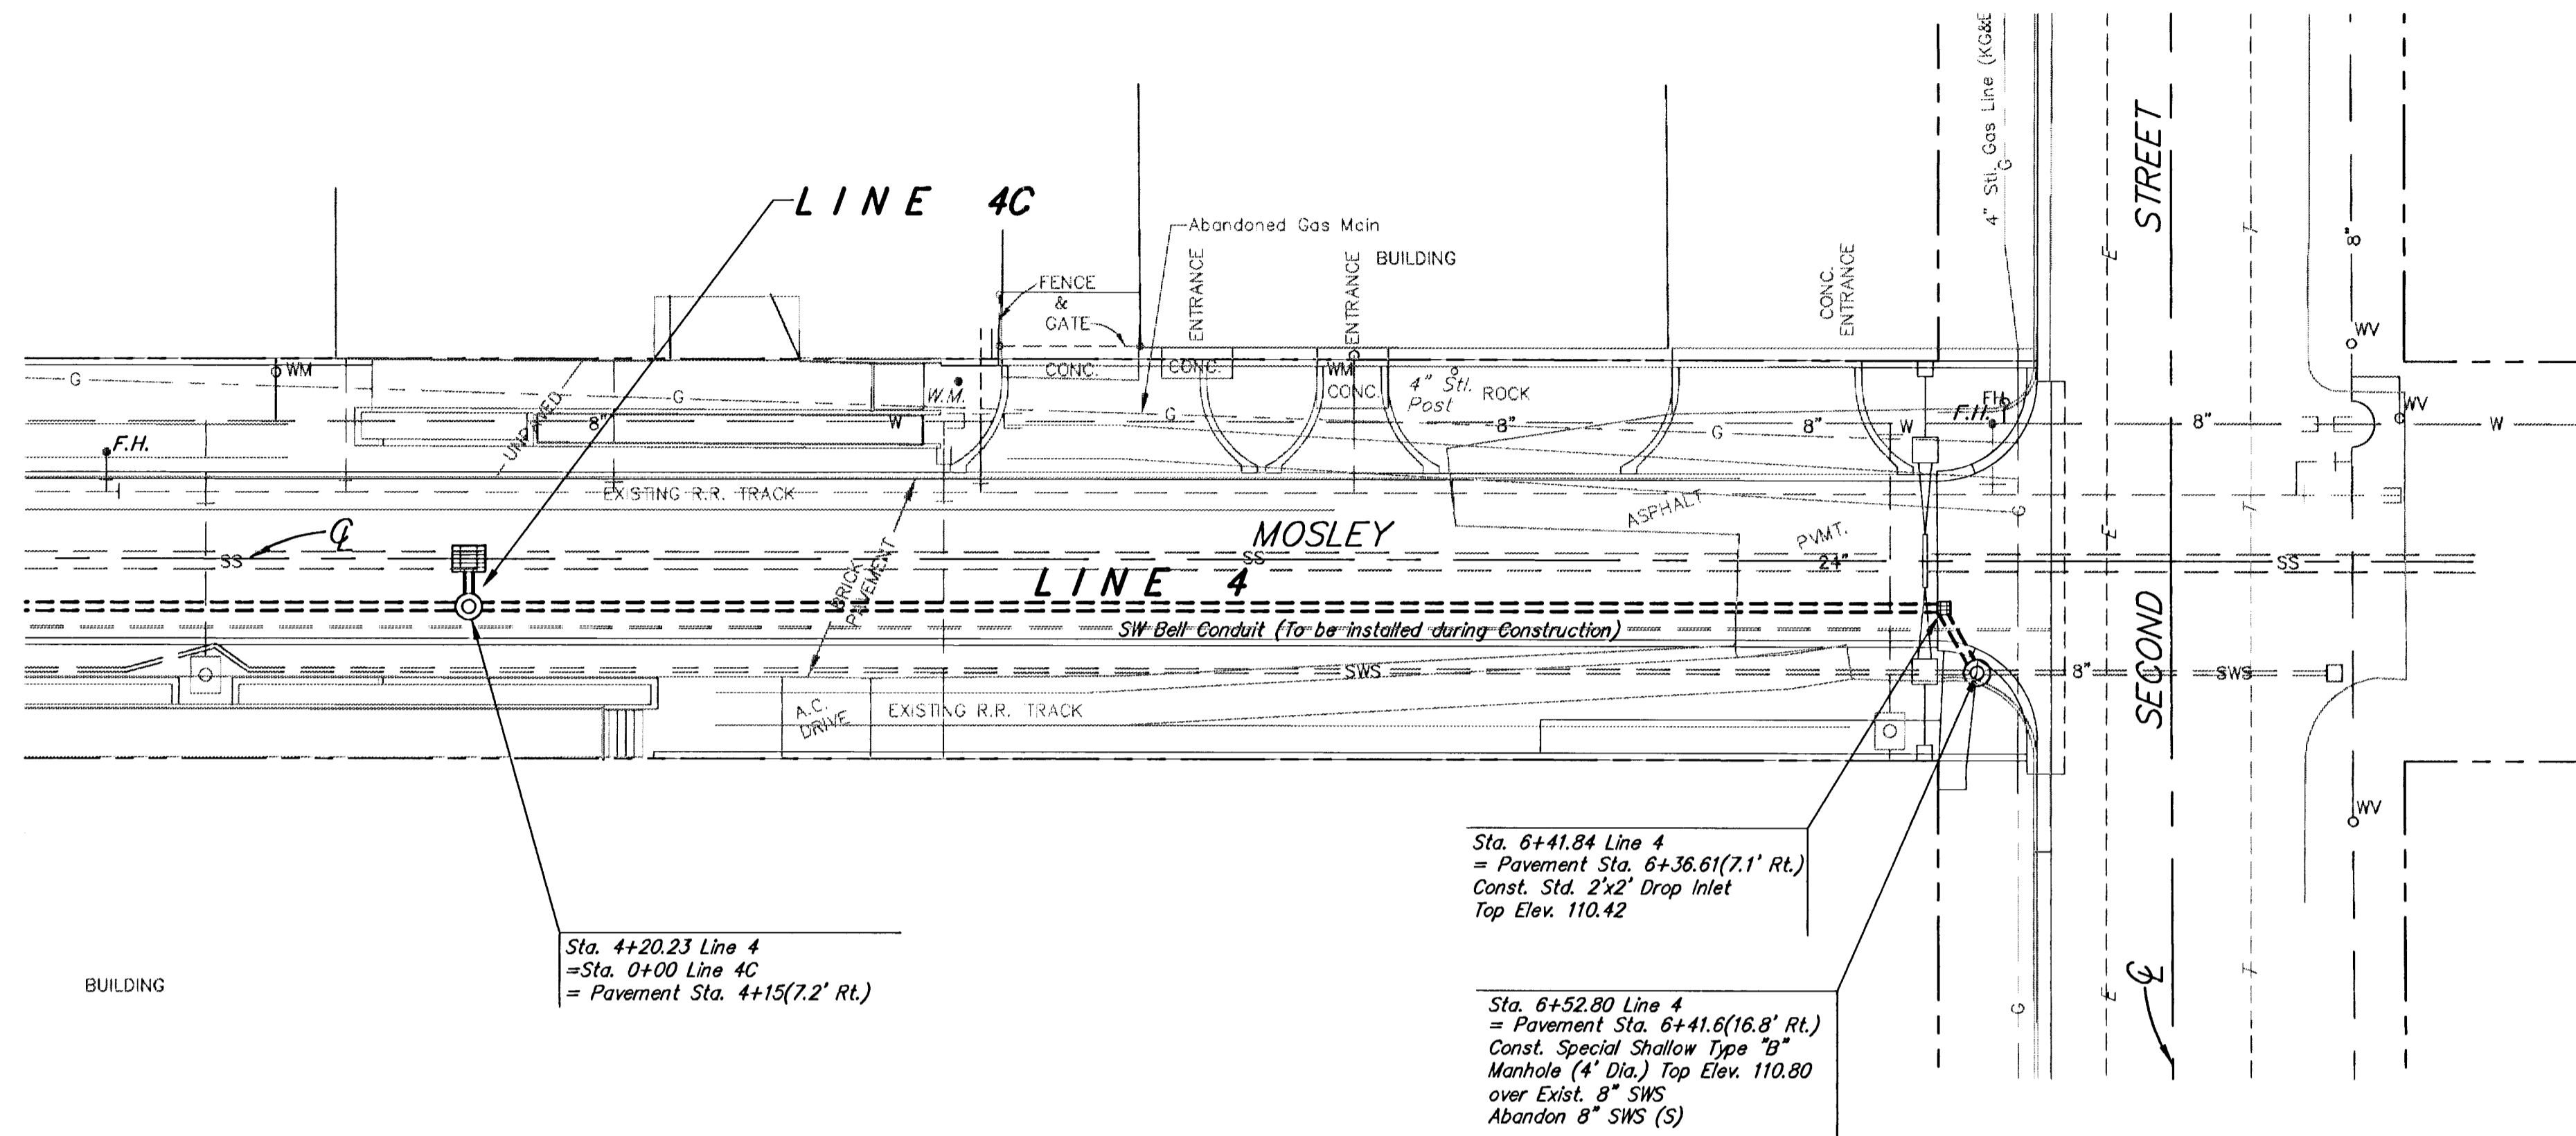 4" Stl. Gas Line (KG&E
G
STREET
E
T
8"
LINE 4C
Abandoned Gas Main
FENCE
&
GATE
ENTRANCE
ENTRANCE
BUILDING
CONC.
ENTRANCE
WV
G
WM
UNPAVED
G
8"
W
W.M.
CONC.
CONC.
WM
CONC.
4" Stl.
Post
ROCK
G
8"
G
8"
W
FH
F.H.
8"
WV
W
F.H.
EXISTING R.R. TRACK
ASPHALT
PVMT.
G
E
T
℄
SS
MOSLEY
SS
24"
SS
BRICK
PAVEMENT
LINE 4
SW Bell Conduit (To be installed during Construction)
SWS
8"
SWS
SECOND
A.C.
DRIVE
EXISTING R.R. TRACK
WV
Sta. 6+41.84 Line 4
= Pavement Sta. 6+36.61(7.1' Rt.)
Const. Std. 2'x2' Drop Inlet
Top Elev. 110.42
Sta. 4+20.23 Line 4
=Sta. 0+00 Line 4C
= Pavement Sta. 4+15(7.2' Rt.)
BUILDING
℄
G
E
T
Sta. 6+52.80 Line 4
= Pavement Sta. 6+41.6(16.8' Rt.)
Const. Special Shallow Type "B"
Manhole (4' Dia.) Top Elev. 110.80
over Exist. 8" SWS
Abandon 8" SWS (S)